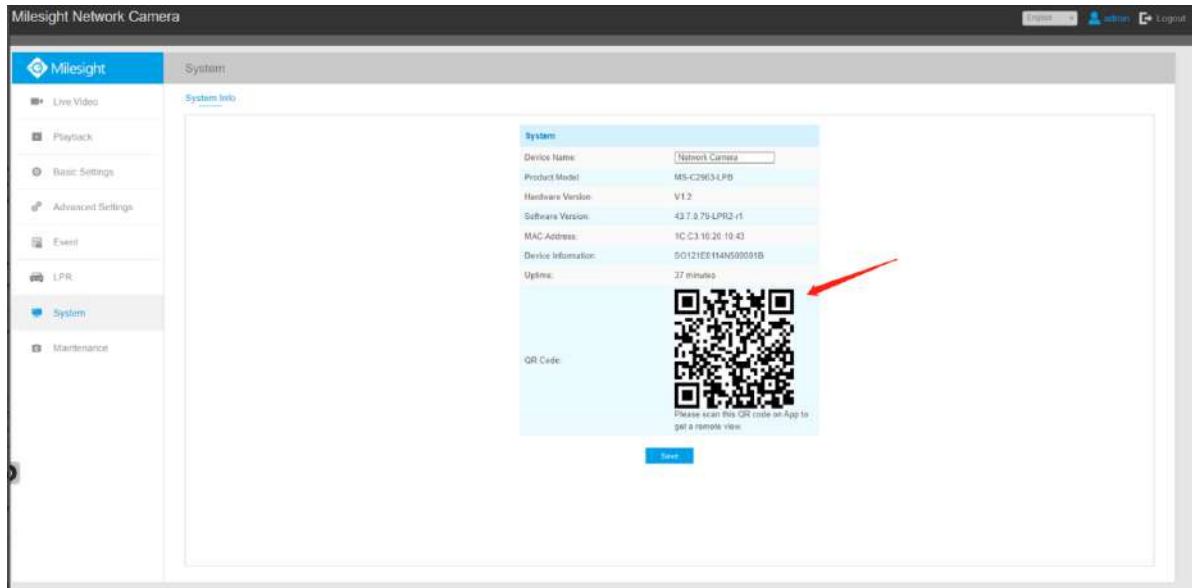 Milesight Network Camera
English
admin
Logout
Milesight
System
Live Video
Playback
Basic Settings
Advanced Settings
Event
LPR
System
Maintenance
System Info
System
Device Name:
Network Camera
Product Model:
MS-C2963-LPB
Hardware Version:
V1.2
Software Version:
43.7.0.79-LPR2-r1
MAC Address:
1C:C3:16:26:10:43
Device Information:
Uptime:
37 minutes
QR Code:
Please scan this QR code on App to
get a remote view
Save